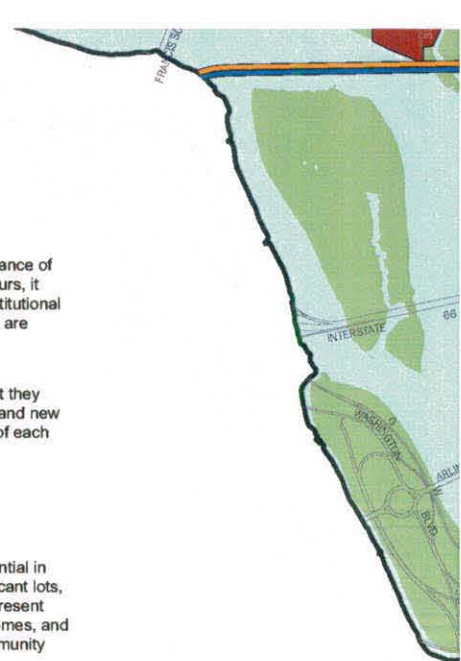 FRANCIS SC
ance of
urs, it
titutional
are
INTERSTATE
66
t they
and new
of each
G
WASHINGTON
BLVD
ARLIN
W
ntial in
cant lots,
resent
omes, and
munity